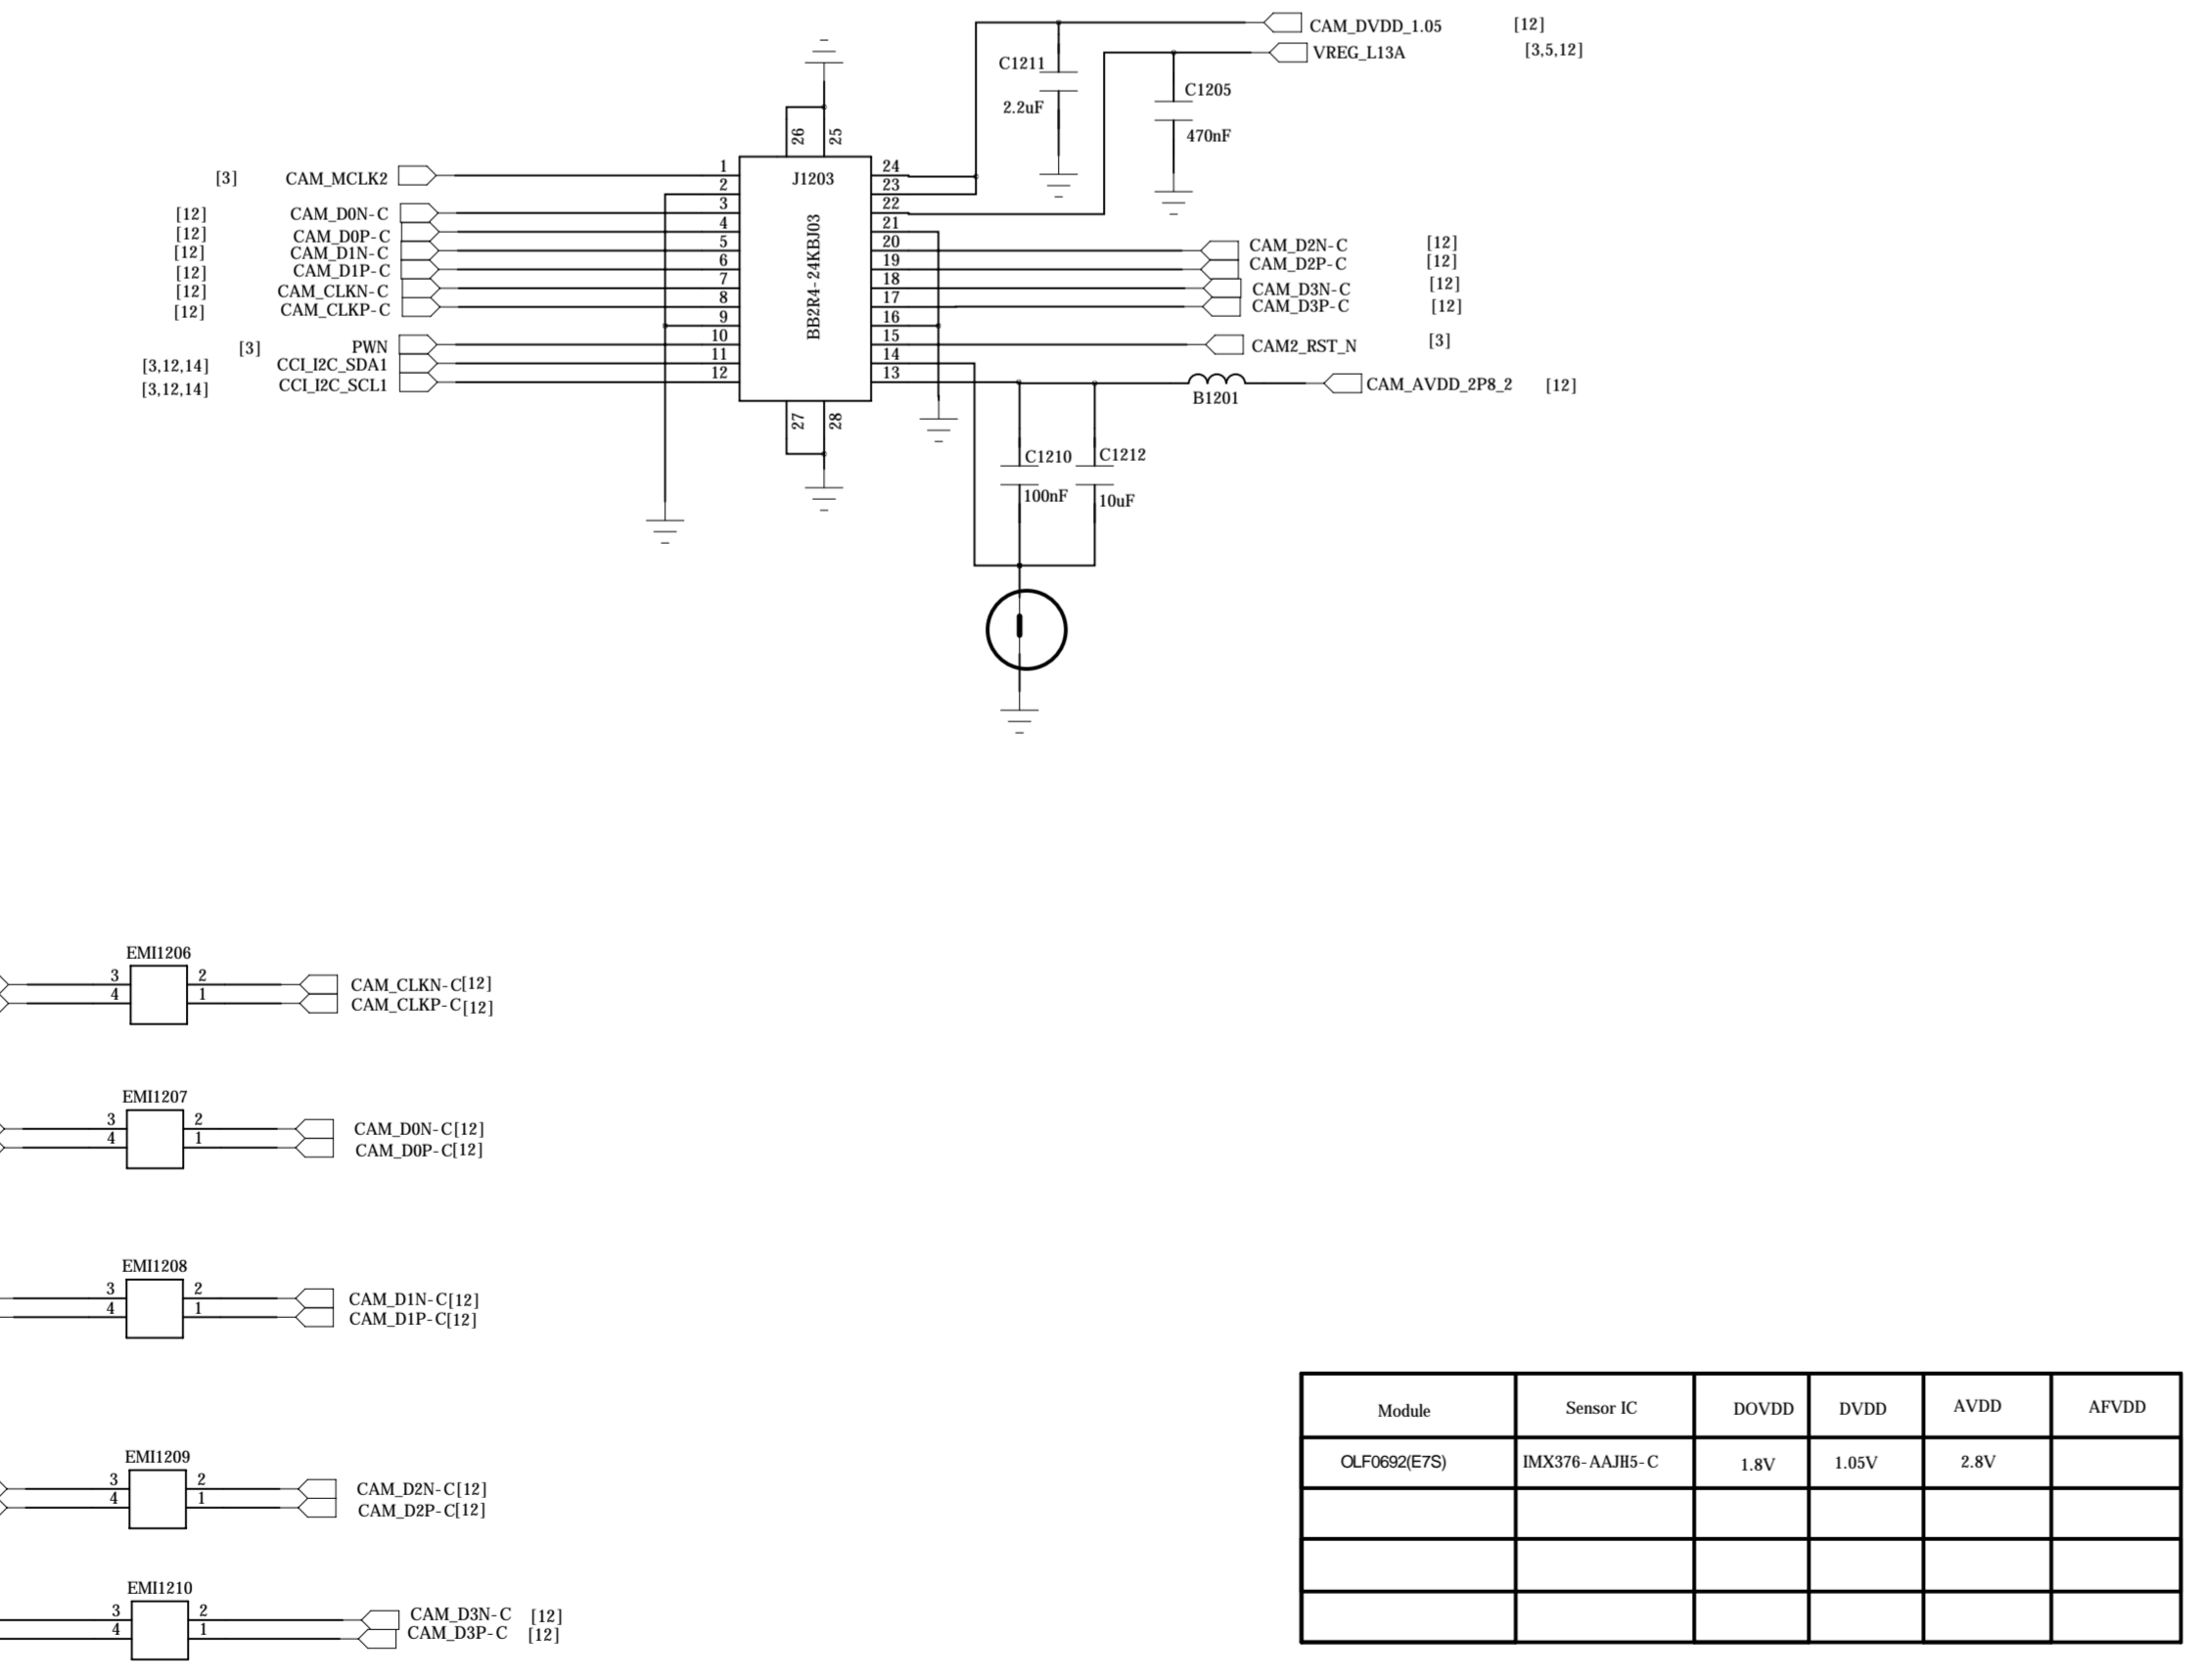 CAM_DVDD_1.05 [12]
VREG_L13A [3,5,12]
C1211
2.2uF
C1205
470nF
26 25
[3] CAM_MCLK2 1 J1203 24
2 23
[12] CAM_D0N-C 3 22
[12] CAM_D0P-C 4 21
[12] CAM_D1N-C 5 20 CAM_D2N-C [12]
[12] CAM_D1P-C 6 19 CAM_D2P-C [12]
[12] CAM_CLKN-C 7 18 CAM_D3N-C [12]
[12] CAM_CLKP-C 8 17 CAM_D3P-C [12]
BB2R4-24KBJ03
9 16
[3] PWN 10 15 CAM2_RST_N [3]
[3,12,14] CCI_I2C_SDA1 11 14
[3,12,14] CCI_I2C_SCL1 12 13 B1201 CAM_AVDD_2P8_2 [12]
27 28
C1210 C1212
100nF 10uF
EMI1206
3 2 CAM_CLKN-C[12]
4 1 CAM_CLKP-C[12]
EMI1207
3 2 CAM_D0N-C[12]
4 1 CAM_D0P-C[12]
EMI1208
3 2 CAM_D1N-C[12]
4 1 CAM_D1P-C[12]
EMI1209
3 2 CAM_D2N-C[12]
4 1 CAM_D2P-C[12]
EMI1210
3 2 CAM_D3N-C [12]
4 1 CAM_D3P-C [12]
Module Sensor IC DOVDD DVDD AVDD AFVDD
OLF0692(E7S) IMX376-AAJH5-C 1.8V 1.05V 2.8V